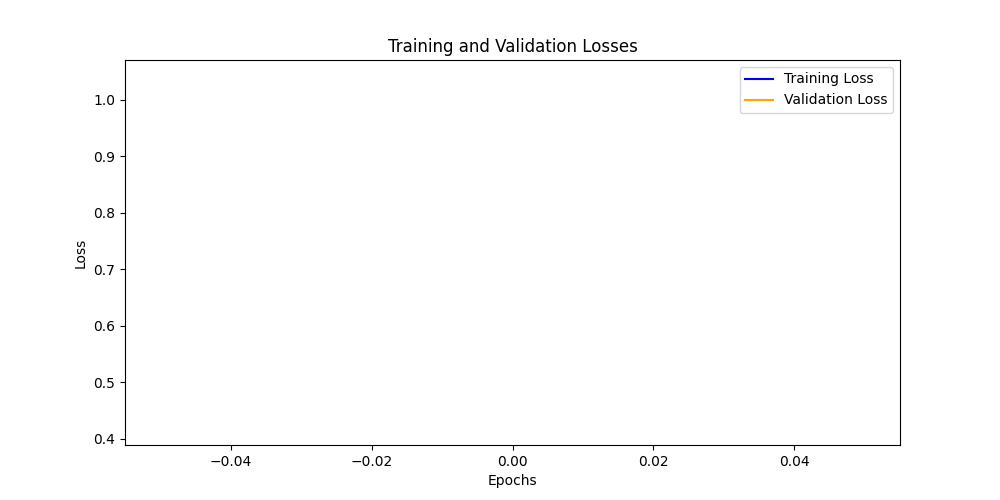 Training and Validation Losses
Training Loss
Validation Loss
Loss
1.0
0.9
0.8
0.7
0.6
0.5
0.4
−0.04
−0.02
0.00
0.02
0.04
Epochs